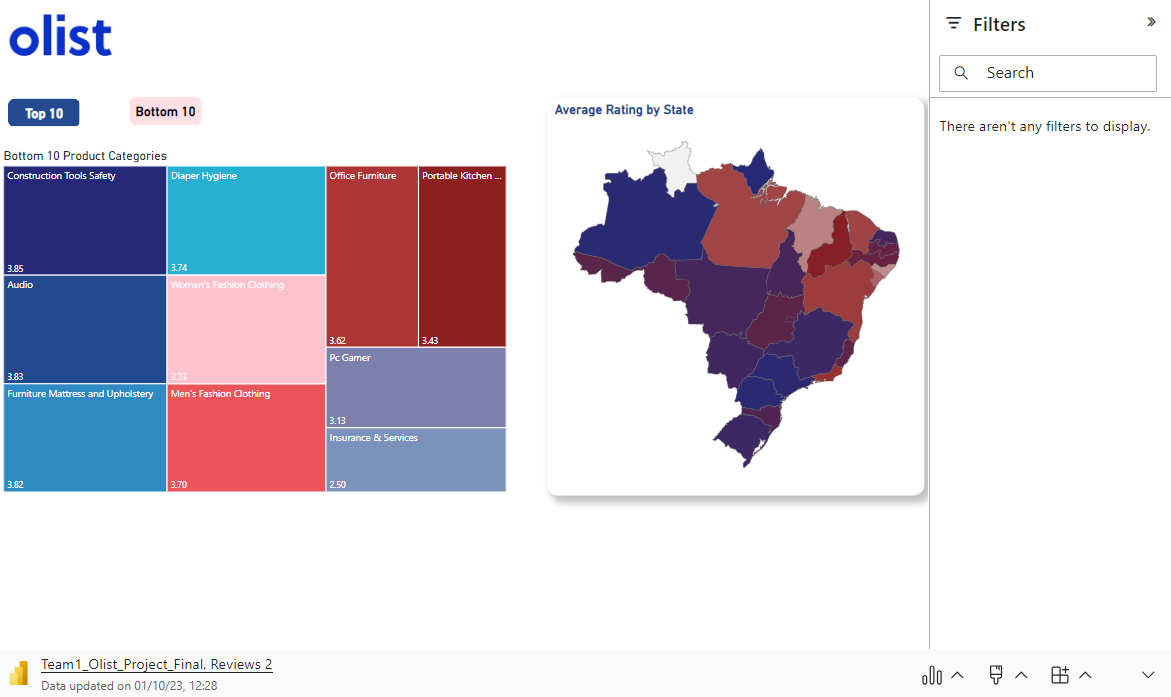 olist
Top 10
Bottom 10
Bottom 10 Product Categories
Construction Tools Safety
3.85
Audio
3.83
Furniture Mattress and Upholstery
3.82
Diaper Hygiene
3.74
Women's Fashion Clothing
3.73
Men's Fashion Clothing
3.70
Office Furniture
3.62
Portable Kitchen ...
3.43
Pc Gamer
3.13
Insurance & Services
2.50
Average Rating by State
Filters
Search
There aren't any filters to display.
Team1_Olist_Project_Final, Reviews 2
Data updated on 01/10/23, 12:28